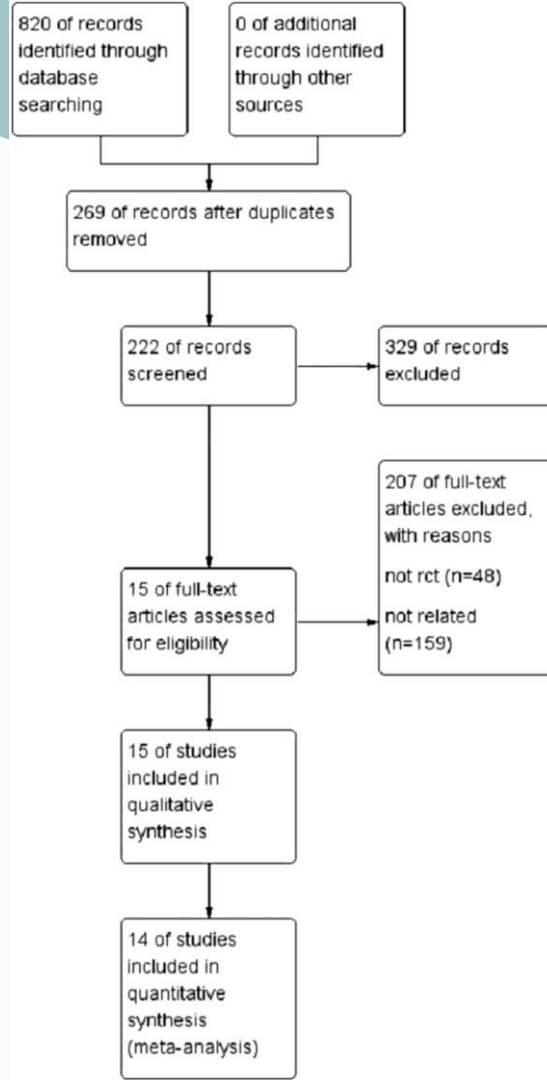 820 of records
identified through
database
searching
0 of additional
records identified
through other
sources
269 of records after duplicates
removed
222 of records
screened
329 of records
excluded
207 of full-text
articles excluded,
with reasons
not rct (n=48)
not related
(n=159)
15 of full-text
articles assessed
for eligibility
15 of studies
included in
qualitative
synthesis
14 of studies
included in
quantitative
synthesis
(meta-analysis)